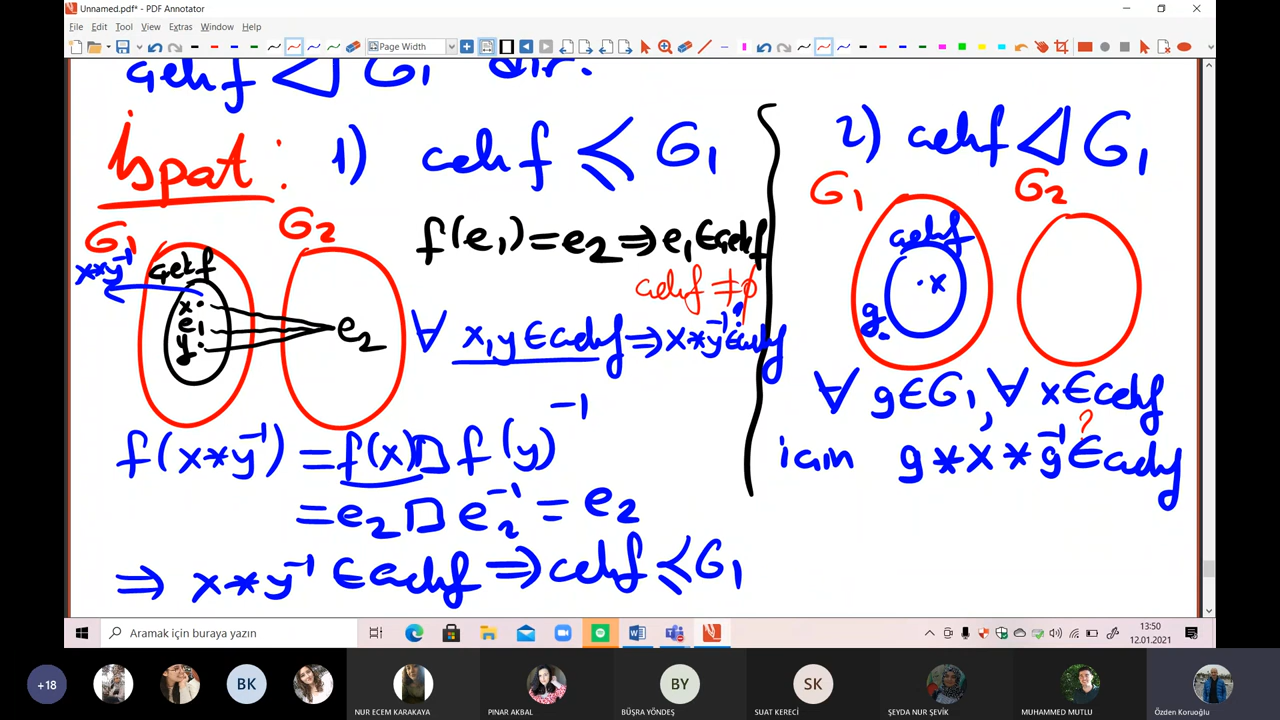 Unnamed.pdf* - PDF Annotator
File Edit Tool View Extras Window Help
Page Width
çekf ◁ G₁ dir.
İspat:
1) çekf ≤ G₁
G₁ G₂
x*y⁻¹
çekf
x
e₁
y
e₂
f(e₁) = e₂ ⇒ e₁ ∈ çekf
çekf ≠ ∅
∀ x,y ∈ çekf ⇒ x*y⁻¹ ∈? çekf
f(x*y⁻¹) = f(x) □ f(y)⁻¹
= e₂ □ e₂⁻¹ = e₂
⇒ x*y⁻¹ ∈ çekf ⇒ çekf ≤ G₁
2) çekf ◁ G₁
G₁ G₂
çekf
x
g
∀ g ∈ G₁, ∀ x ∈ çekf
için g*x*g⁻¹ ∈? çekf
Aramak için buraya yazın
13:50
12.01.2021
+18
BK
BY
SK
NUR ECEM KARAKAYA
PINAR AKBAL
BÜŞRA YÖNDEŞ
SUAT KERECİ
ŞEYDA NUR ŞEVİK
MUHAMMED MUTLU
Özden Koruoğlu